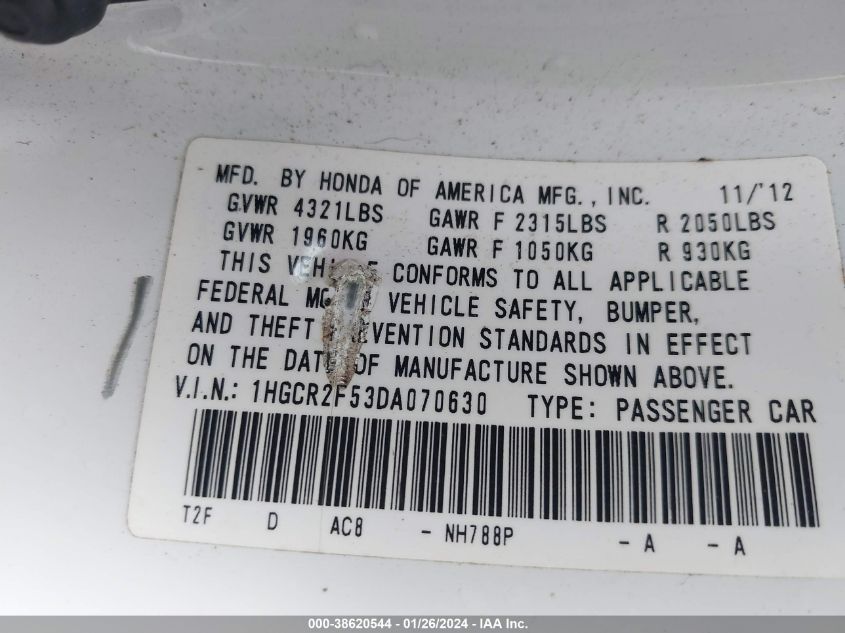 MFD. BY HONDA OF AMERICA MFG., INC. 11/'12
GVWR 4321LBS GAWR F 2315LBS R 2050LBS
GVWR 1960KG GAWR F 1050KG R 930KG
THIS CONFORMS TO ALL APPLICABLE
FEDERAL VEHICLE SAFETY, BUMPER,
AND THEFT STANDARDS IN EFFECT
ON THE DATE OF MANUFACTURE SHOWN ABOVE.
V.I.N.: 1HGCR2F53DA070630 TYPE: PASSENGER CAR
T2F D AC8 - NH788P - A - A
000-38620544 - 01/26/2024 - IAA Inc.